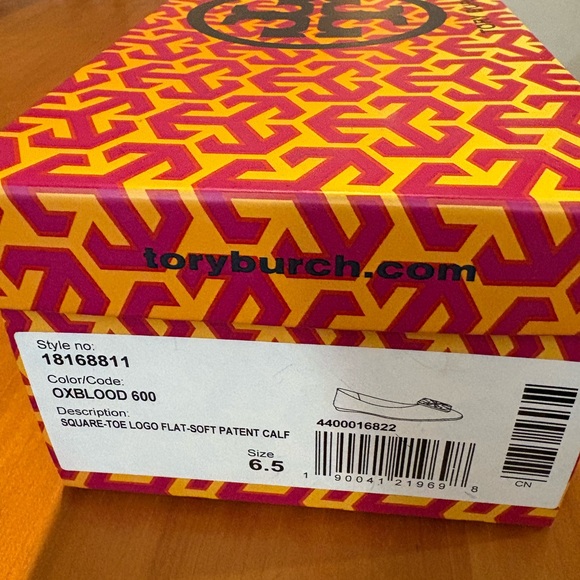 toryburch.com
Style no:
18168811
Color/Code:
OXBLOOD 600
Description:
SQUARE-TOE LOGO FLAT-SOFT PATENT CALF
Size
6.5
4400016822
1 90041 21969 8
CN